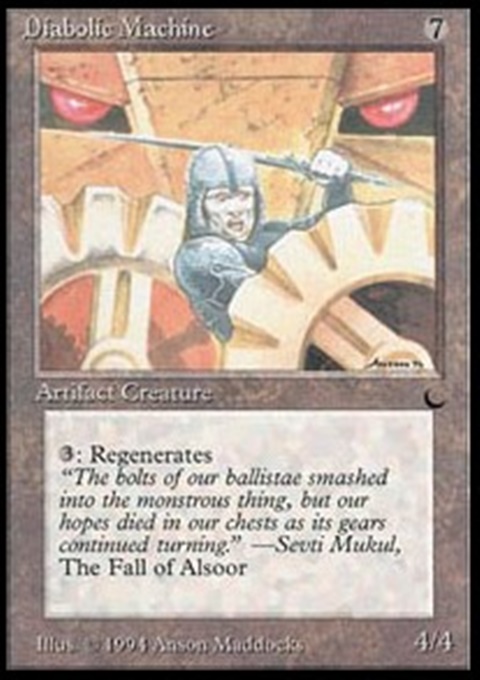 Diabolic Machine 7
Artifact Creature
3: Regenerates
“The bolts of our ballistae smashed
into the monstrous thing, but our
hopes died in our chests as its gears
continued turning.” —Sevti Mukul,
The Fall of Alsoor
Illus. © 1994 Anson Maddocks 4/4